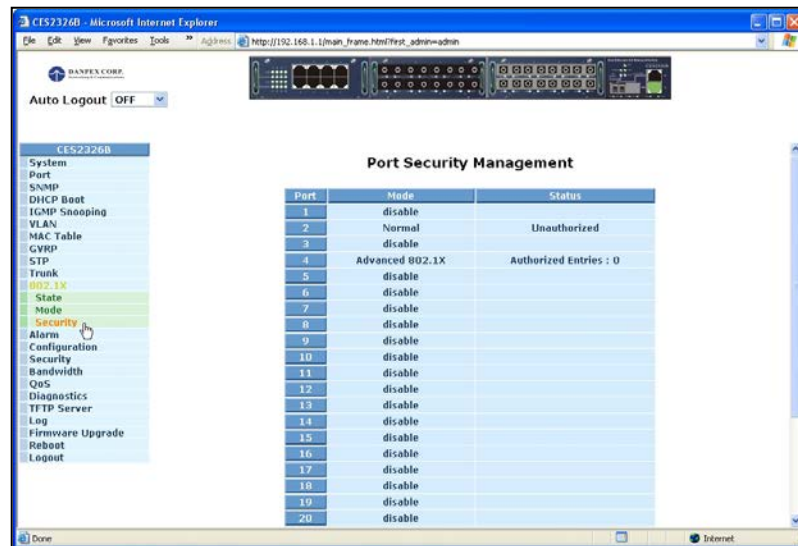 CES2326B - Microsoft Internet Explorer
File Edit View Favorites Tools » Address http://192.168.1.1/main_frame.html?first_admin=admin
DANPEX CORP.
Auto Logout OFF
CES2326B
System
Port
SNMP
DHCP Boot
IGMP Snooping
VLAN
MAC Table
GVRP
STP
Trunk
802.1X
State
Mode
Security
Alarm
Configuration
Security
Bandwidth
QoS
Diagnostics
TFTP Server
Log
Firmware Upgrade
Reboot
Logout
Port Security Management
Port Mode Status
1 disable
2 Normal Unauthorized
3 disable
4 Advanced 802.1X Authorized Entries : 0
5 disable
6 disable
7 disable
8 disable
9 disable
10 disable
11 disable
12 disable
13 disable
14 disable
15 disable
16 disable
17 disable
18 disable
19 disable
20 disable
Done Internet